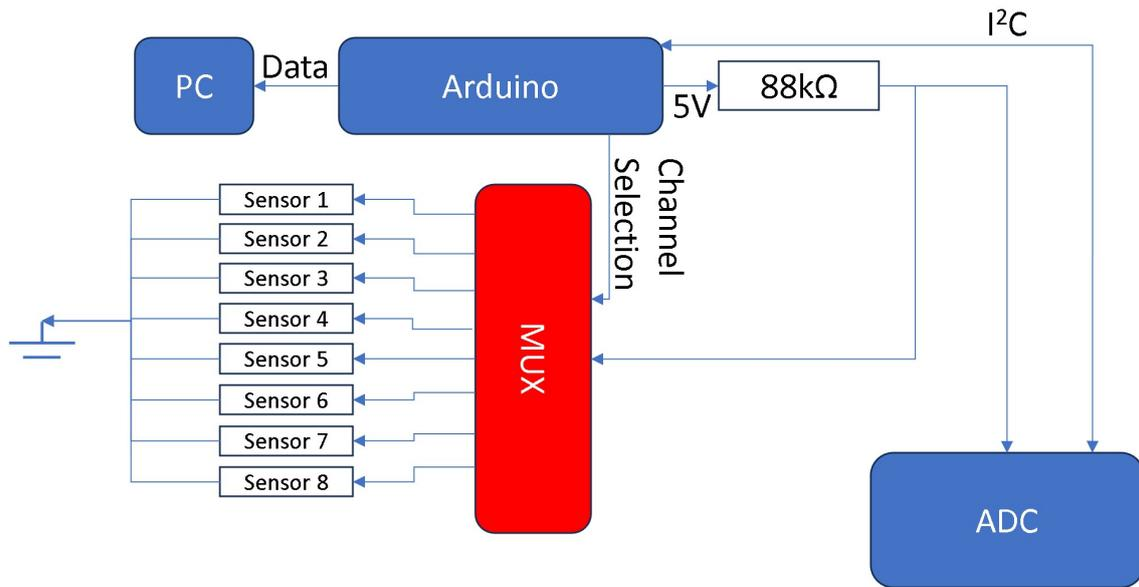 I²C
PC
Data
Arduino
5V
88kΩ
Channel
Selection
Sensor 1
Sensor 2
Sensor 3
Sensor 4
Sensor 5
Sensor 6
Sensor 7
Sensor 8
MUX
ADC